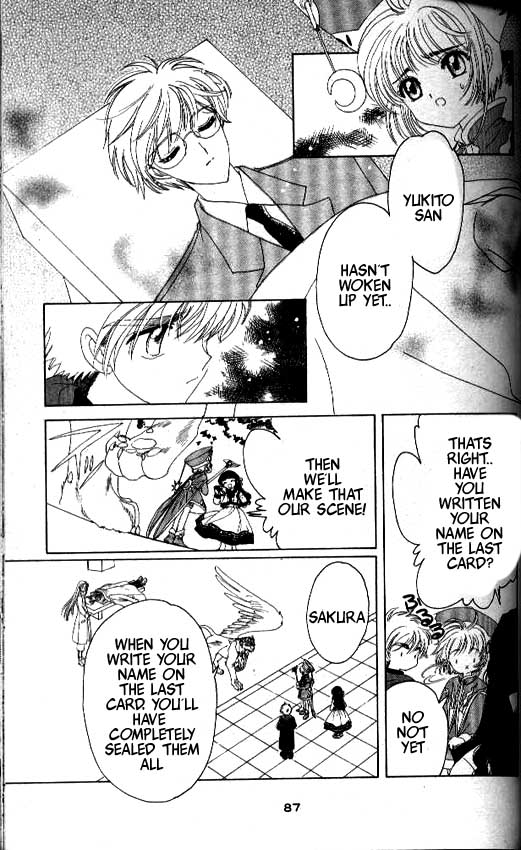 YUKITO
SAN
HASN'T
WOKEN
UP YET..
THATS
RIGHT..
HAVE
YOU
WRITTEN
YOUR
NAME ON
THE LAST
CARD?
NO
NOT
YET
THEN
WE'LL
MAKE THAT
OUR SCENE!
SAKURA
WHEN YOU
WRITE YOUR
NAME ON
THE LAST
CARD. YOU'LL
HAVE
COMPLETELY
SEALED THEM
ALL
87